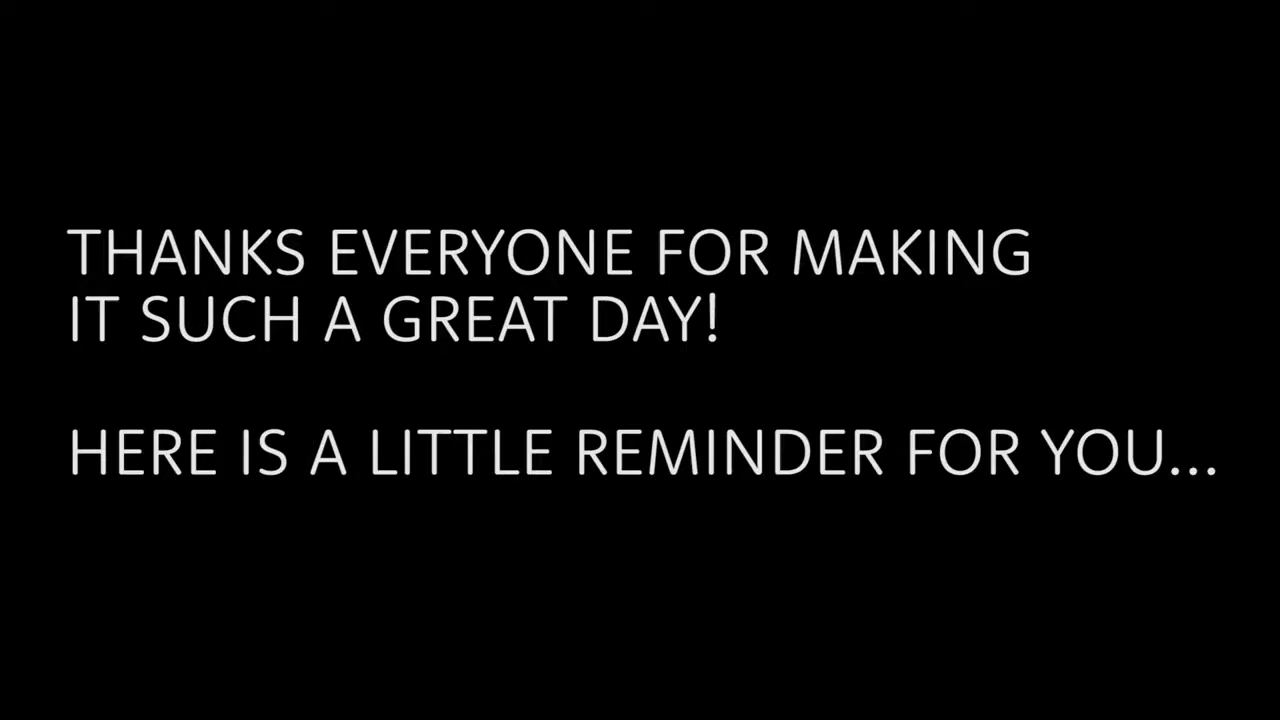 THANKS EVERYONE FOR MAKING
IT SUCH A GREAT DAY!
HERE IS A LITTLE REMINDER FOR YOU...